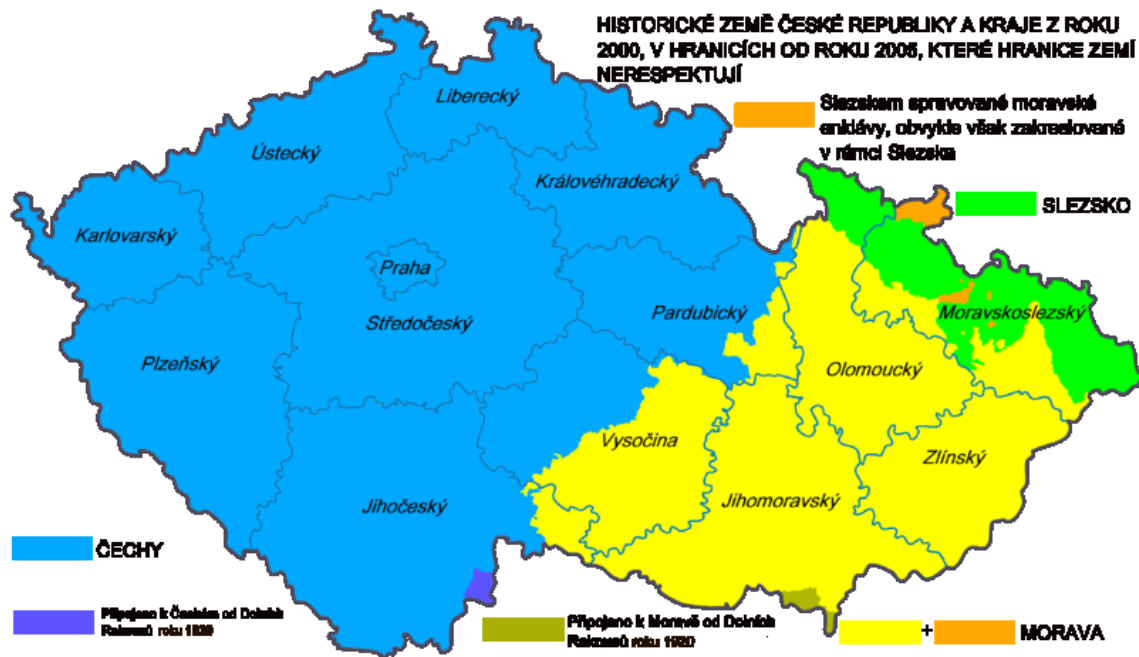 HISTORICKÉ ZEMĚ ČESKÉ REPUBLIKY A KRAJE Z ROKU
2000, V HRANICÍCH OD ROKU 2005, KTERÉ HRANICE ZEMÍ
NERESPEKTUJÍ
Slezskem spravované moravské
enklávy, obvykle však zakreslované
v rámci Slezska
SLEZSKO
Liberecký
Ústecký
Královéhradecký
Karlovarský
Praha
Středočeský
Pardubický
Moravskoslezský
Plzeňský
Olomoucký
Vysočina
Zlínský
Jihočeský
Jihomoravský
ČECHY
Připojeno k Čechám od Dolních
Rakousů roku 1920
Připojeno k Moravě od Dolních
Rakousů roku 1920
+
MORAVA